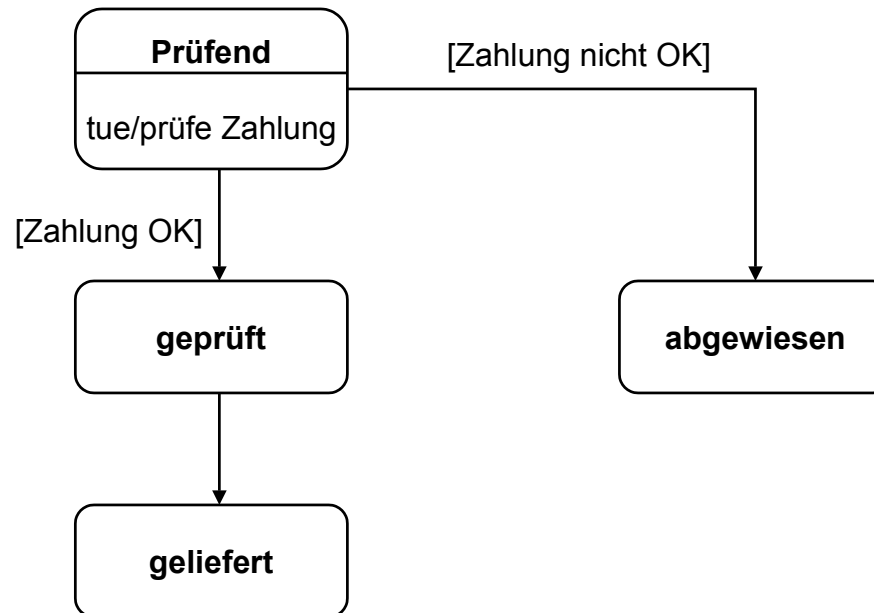 Prüfend
[Zahlung nicht OK]
tue/prüfe Zahlung
[Zahlung OK]
geprüft
abgewiesen
geliefert